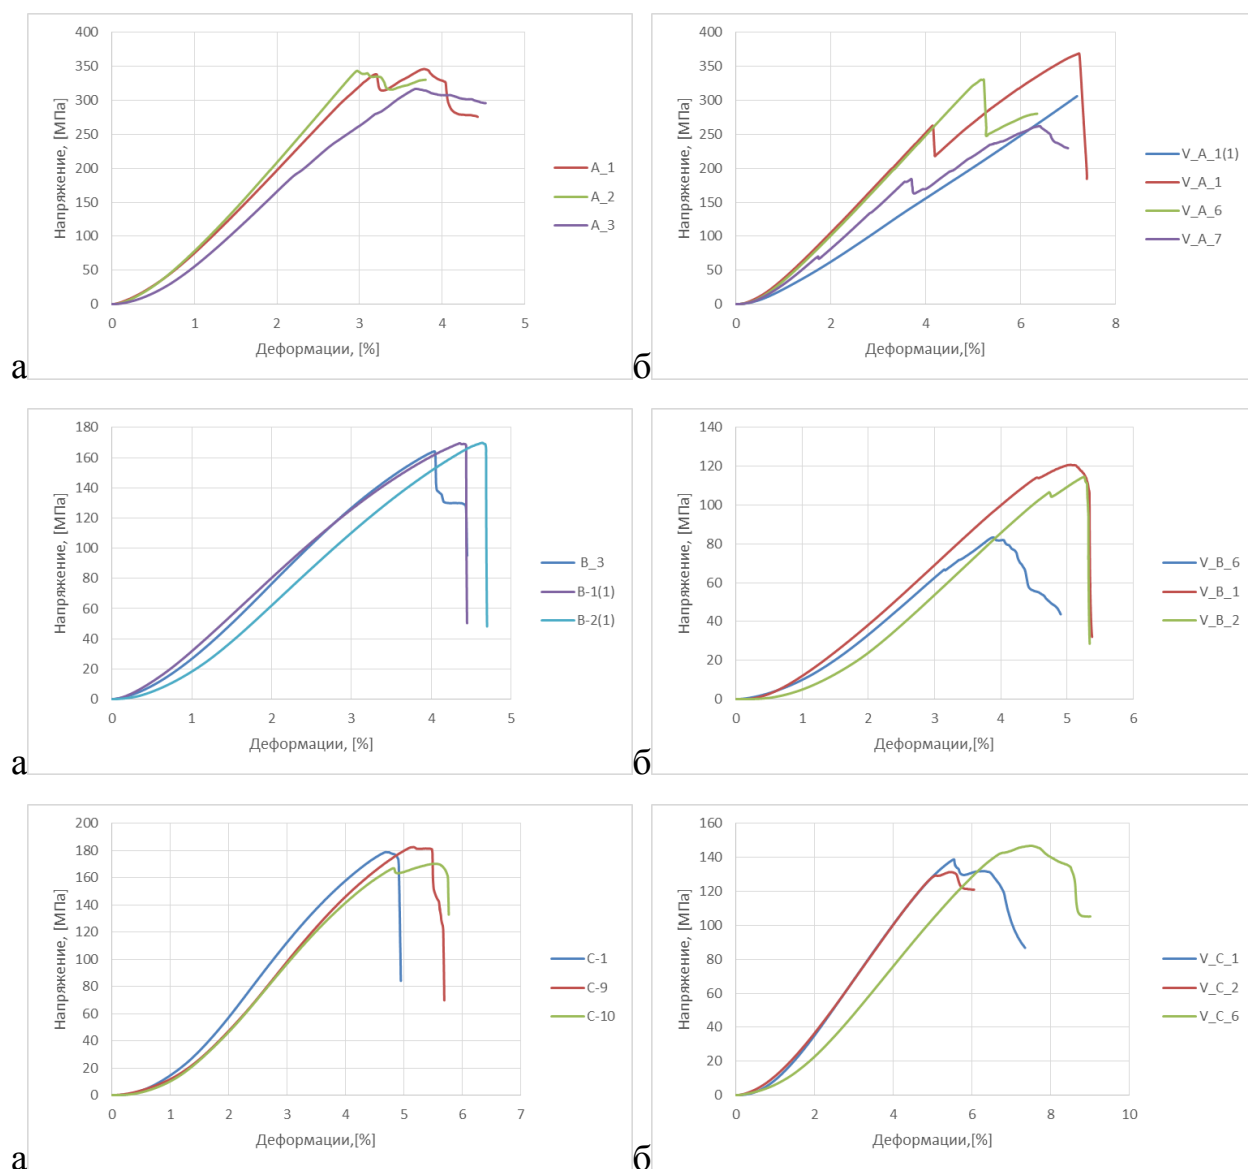 400
350
300
250
200
150
100
50
0
Напряжение, [МПа]
0 1 2 3 4 5
Деформации, [%]
A_1
A_2
A_3
а
400
350
300
250
200
150
100
50
0
Напряжение, [МПа]
0 2 4 6 8
Деформации,[%]
V_A_1(1)
V_A_1
V_A_6
V_A_7
б
180
160
140
120
100
80
60
40
20
0
Напряжение, [МПа]
0 1 2 3 4 5
Деформации, [%]
B_3
B-1(1)
B-2(1)
а
140
120
100
80
60
40
20
0
Напряжение, [МПа]
0 1 2 3 4 5 6
Деформации,[%]
V_B_6
V_B_1
V_B_2
б
200
180
160
140
120
100
80
60
40
20
0
Напряжение, [МПа]
0 1 2 3 4 5 6 7
Деформации,[%]
C-1
C-9
C-10
а
160
140
120
100
80
60
40
20
0
Напряжение, [МПа]
0 2 4 6 8 10
Деформации,[%]
V_C_1
V_C_2
V_C_6
б